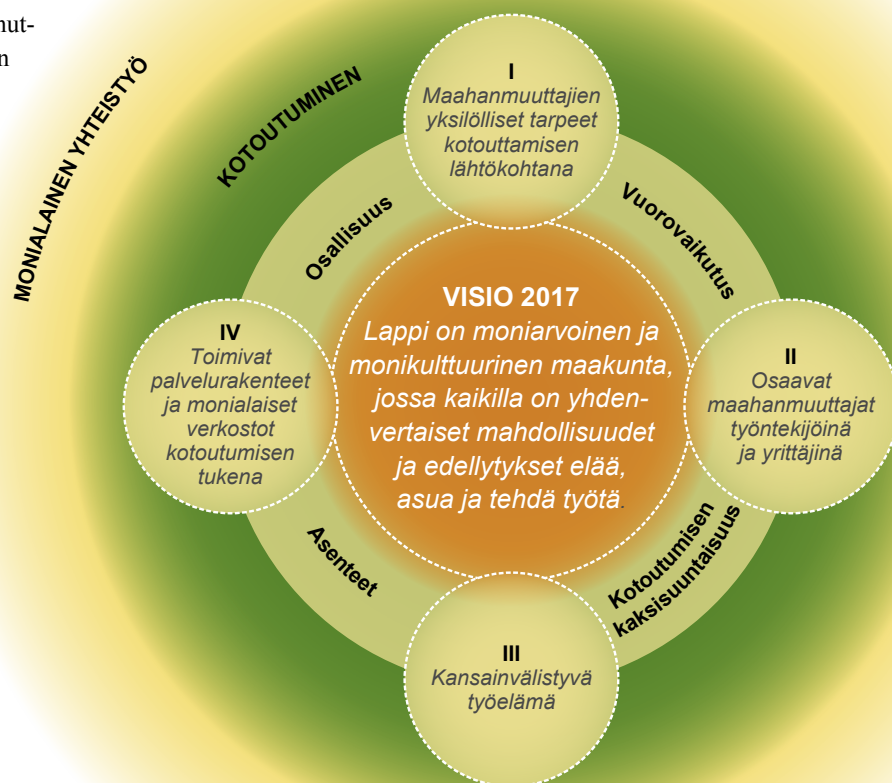 nut-
n
MONIALAINEN YHTEISTYÖ
KOTOUTUMINEN
I
Maahanmuuttajien
yksilölliset tarpeet
kotouttamisen
lähtökohtana
Osallisuus
Vuorovaikutus
VISIO 2017
Lappi on moniarvoinen ja
monikulttuurinen maakunta,
jossa kaikilla on yhden-
vertaiset mahdollisuudet
ja edellytykset elää,
asua ja tehdä työtä.
IV
Toimivat
palvelurakenteet
ja monialaiset
verkostot
kotoutumisen
tukena
II
Osaavat
maahanmuuttajat
työntekijöinä
ja yrittäjinä
Asenteet
Kotoutumisen
kaksisuuntaisuus
III
Kansainvälistyvä
työelämä